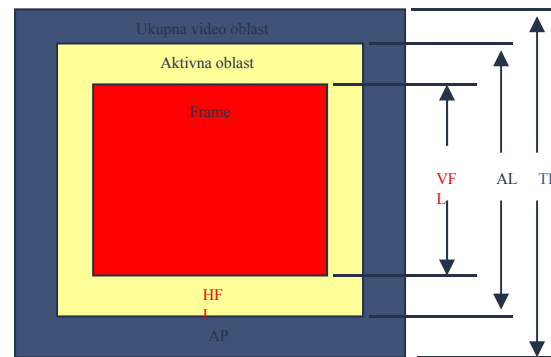 Ukupna video oblast
Aktivna oblast
Frame
VF
L
AL
HF
L
AP